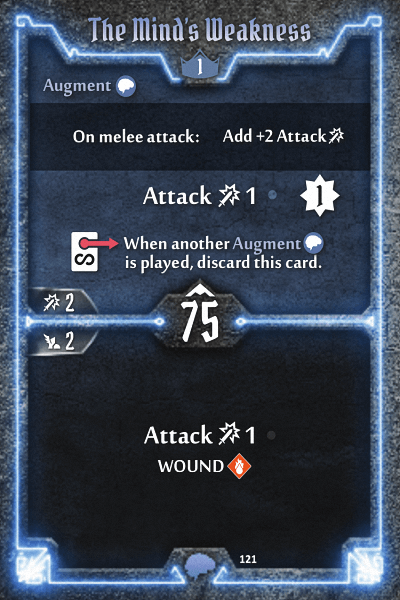 The Mind's Weakness
1
Augment
On melee attack: Add +2 Attack
Attack 1
1
When another Augment
is played, discard this card.
2
75
2
Attack 1
WOUND
121